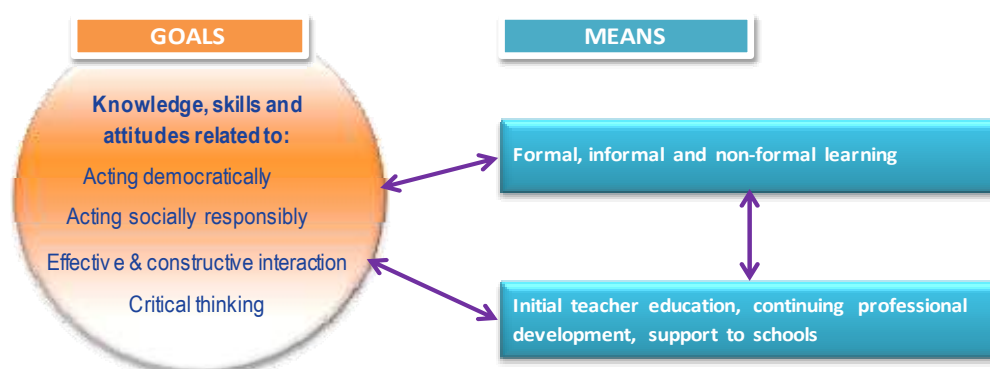 GOALS
MEANS
Knowledge, skills and
attitudes related to:
Acting democratically
Acting socially responsibly
Effective & constructive interaction
Critical thinking
Formal, informal and non-formal learning
Initial teacher education, continuing professional
development, support to schools